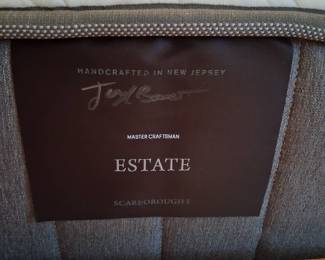 HANDCRAFTED IN NEW JERSEY
MASTER CRAFTSMAN
ESTATE
SCARBOROUGH